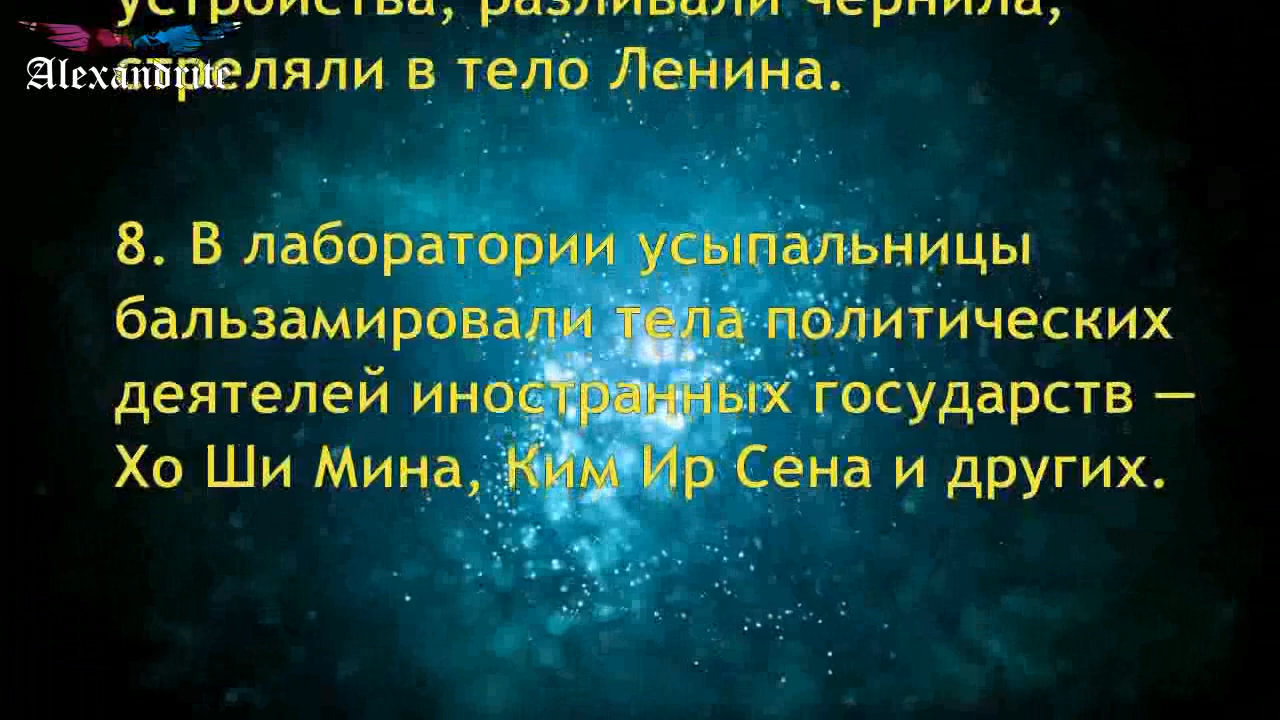 устройства, разливали чернила,
Alexandrite
стреляли в тело Ленина.
8. В лаборатории усыпальницы
бальзамировали тела политических
деятелей иностранных государств —
Хо Ши Мина, Ким Ир Сена и других.